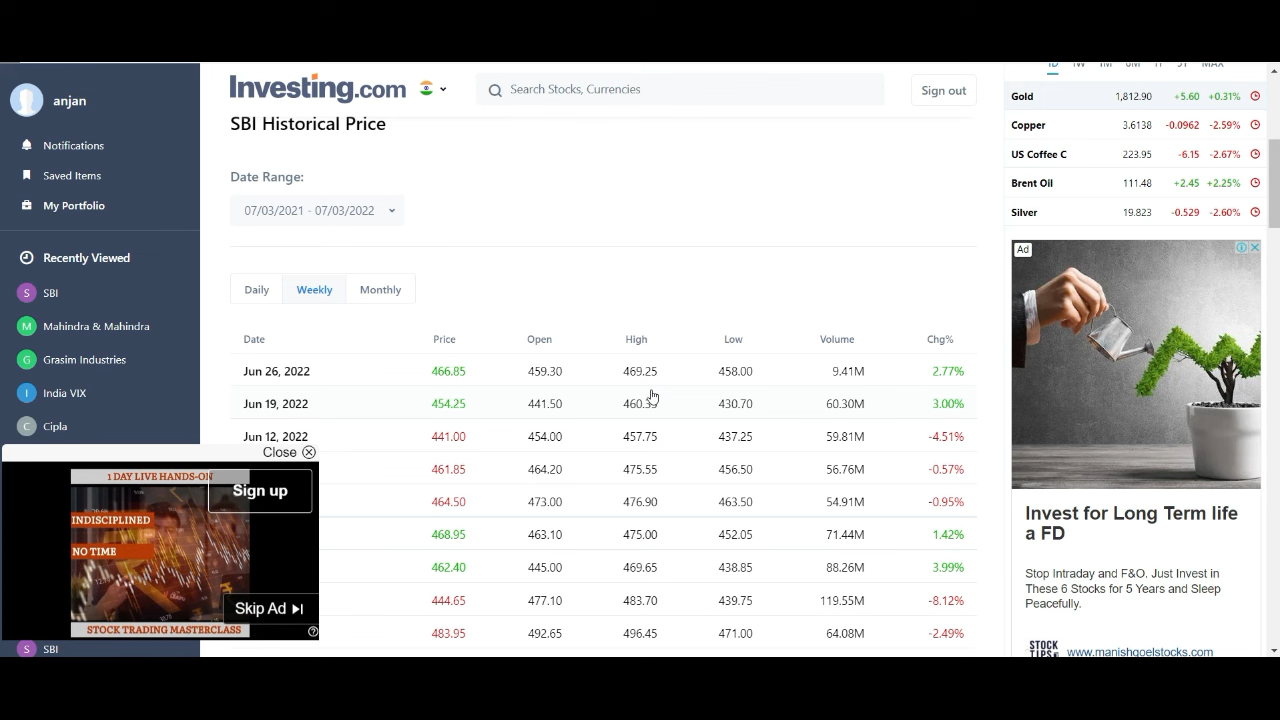 anjan
Notifications
Saved Items
My Portfolio
Recently Viewed
S SBI
M Mahindra & Mahindra
G Grasim Industries
I India VIX
C Cipla
Close
1 DAY LIVE HANDS-ON
Sign up
INDISCIPLINED
NO TIME
Skip Ad
STOCK TRADING MASTERCLASS
SBI
Investing.com
Search Stocks, Currencies
Sign out
SBI Historical Price
Date Range:
07/03/2021 - 07/03/2022
Daily Weekly Monthly
Date Price Open High Low Volume Chg%
Jun 26, 2022 466.85 459.30 469.25 458.00 9.41M 2.77%
Jun 19, 2022 454.25 441.50 430.70 60.30M 3.00%
Jun 12, 2022 441.00 454.00 457.75 437.25 59.81M -4.51%
461.85 464.20 475.55 456.50 -0.57%
464.50 473.00 476.90 463.50 54.91M -0.95%
468.95 463.10 475.00 452.05 71.44M 1.42%
462.40 445.00 469.65 438.85 88.26M 3.99%
444.65 477.10 483.70 439.75 119.55M -8.12%
483.95 492.65 496.45 471.00 64.08M -2.49%
1D 1W 1M 6M 1Y 5Y MAX
Gold 1,812.90 +5.60 +0.31%
Copper 3.6138 -0.0962 -2.59%
US Coffee C 223.95 -6.15 -2.67%
Brent Oil 111.48 +2.45 +2.25%
Silver 19.823 -0.529 -2.60%
Ad
Invest for Long Term life
a FD
Stop Intraday and F&O. Just Invest in
These 6 Stocks for 5 Years and Sleep
Peacefully.
STOCK
TIPS
www.manishgoelstocks.com